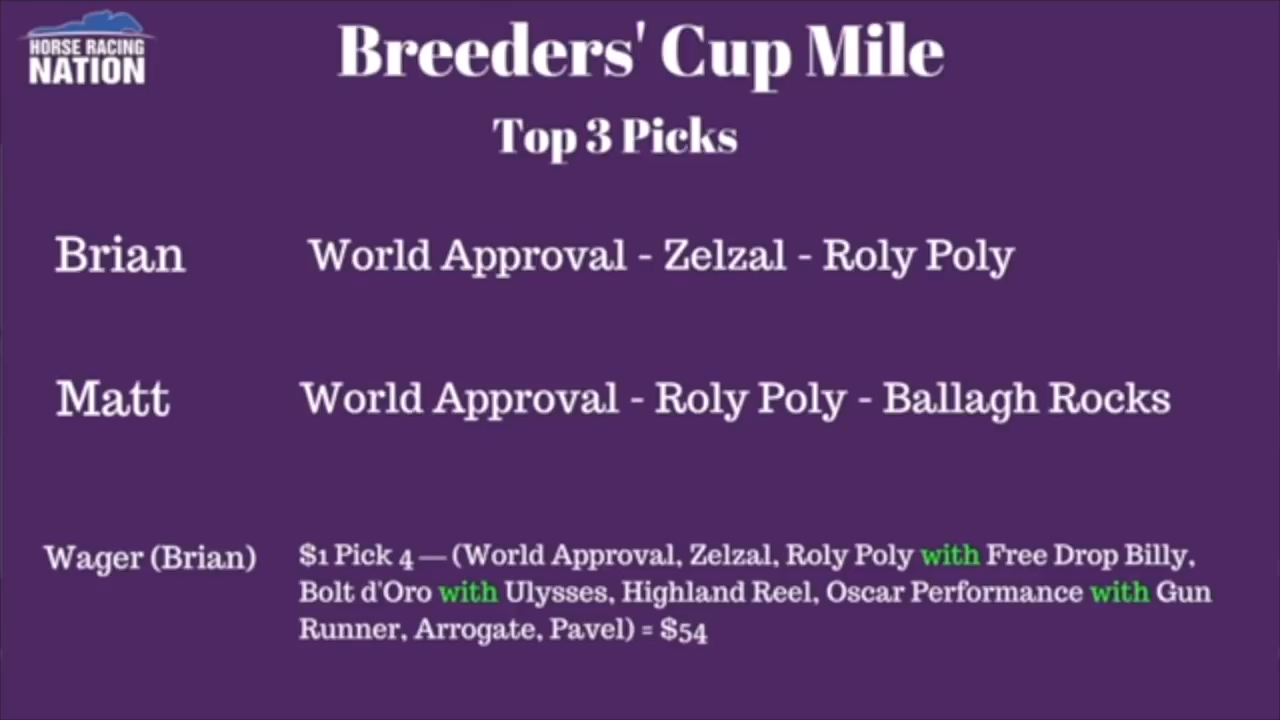 HORSE RACING
NATION
Breeders' Cup Mile
Top 3 Picks
Brian
World Approval - Zelzal - Roly Poly
Matt
World Approval - Roly Poly - Ballagh Rocks
Wager (Brian)
$1 Pick 4 — (World Approval, Zelzal, Roly Poly with Free Drop Billy,
Bolt d'Oro with Ulysses, Highland Reel, Oscar Performance with Gun
Runner, Arrogate, Pavel) = $54